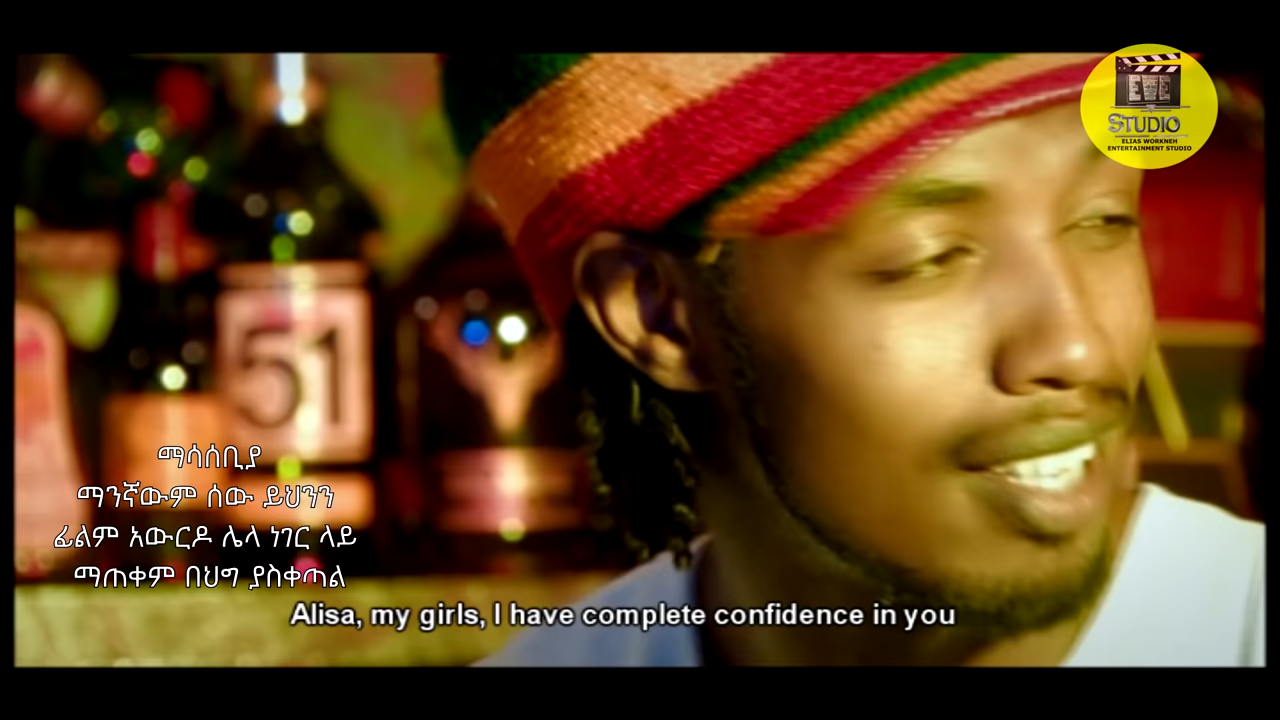 EVE
STUDIO
ELIAS WORKNEH
ENTERTAINMENT STUDIO
51
ማሳሰቢያ
ማንኛውም ሰው ይህንን
ፊልም አውርዶ ሌላ ነገር ላይ
ማጠቀም በህግ ያስቀጣል
Alisa, my girls, I have complete confidence in you